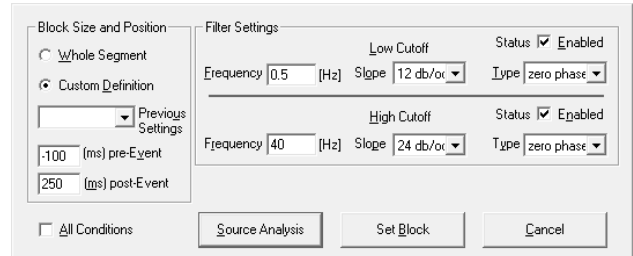 Block Size and Position
Whole Segment
Custom Definition
Previous
Settings
-100 (ms) pre-Event
250 (ms) post-Event
All Conditions
Filter Settings
Low Cutoff Status Enabled
Frequency 0.5 [Hz] Slope 12 db/oc Type zero phase
High Cutoff Status Enabled
Frequency 40 [Hz] Slope 24 db/oc Type zero phase
Source Analysis Set Block Cancel